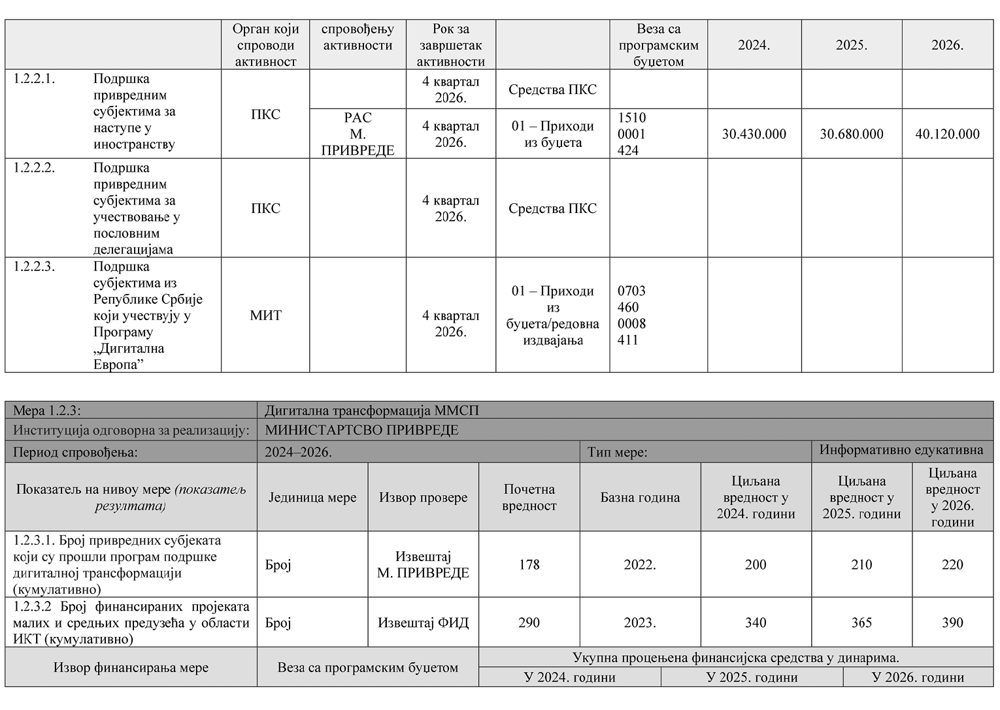 Орган који спроводи активност
спровођењу активности
Рок за завршетак активности
Веза са програмским буџетом
2024.
2025.
2026.
1.2.2.1.
Подршка
привредним
субјектима за
наступе у
иностранству
ПКС
4 квартал
2026.
Средства ПКС
РАС
М.
ПРИВРЕДЕ
4 квартал
2026.
01 – Приходи
из буџета
1510
0001
424
30.430.000
30.680.000
40.120.000
1.2.2.2.
Подршка
привредним
субјектима за
учествовање у
пословним
делегацијама
ПКС
4 квартал
2026.
Средства ПКС
1.2.2.3.
Подршка
субјектима из
Републике Србије
који учествују у
Програму
„Дигитална
Европа”
МИТ
4 квартал
2026.
01 – Приходи
из
буџета/редовна
издвајања
0703
460
0008
411
Мера 1.2.3:
Дигитална трансформација ММСП
Институција одговорна за реализацију:
МИНИСТАРТСВО ПРИВРЕДЕ
Период спровођења:
2024–2026.
Тип мере:
Информативно едукативна
Показатељ на нивоу мере (показатељ
резултата)
Јединица мере
Извор провере
Почетна
вредност
Базна година
Циљана
вредност у
2024. години
Циљана
вредност у
2025. години
Циљана
вредност
у 2026.
години
1.2.3.1. Број привредних субјеката
који су прошли програм подршке
дигиталној трансформацији
(кумулативно)
Број
Извештај
М. ПРИВРЕДЕ
178
2022.
200
210
220
1.2.3.2 Број финансираних пројеката
малих и средњих предузећа у области
ИКТ (кумулативно)
Број
Извештај ФИД
290
2023.
340
365
390
Извор финансирања мере
Веза са програмским буџетом
Укупна процењена финансијска средства у динарима.
У 2024. години
У 2025. години
У 2026. години